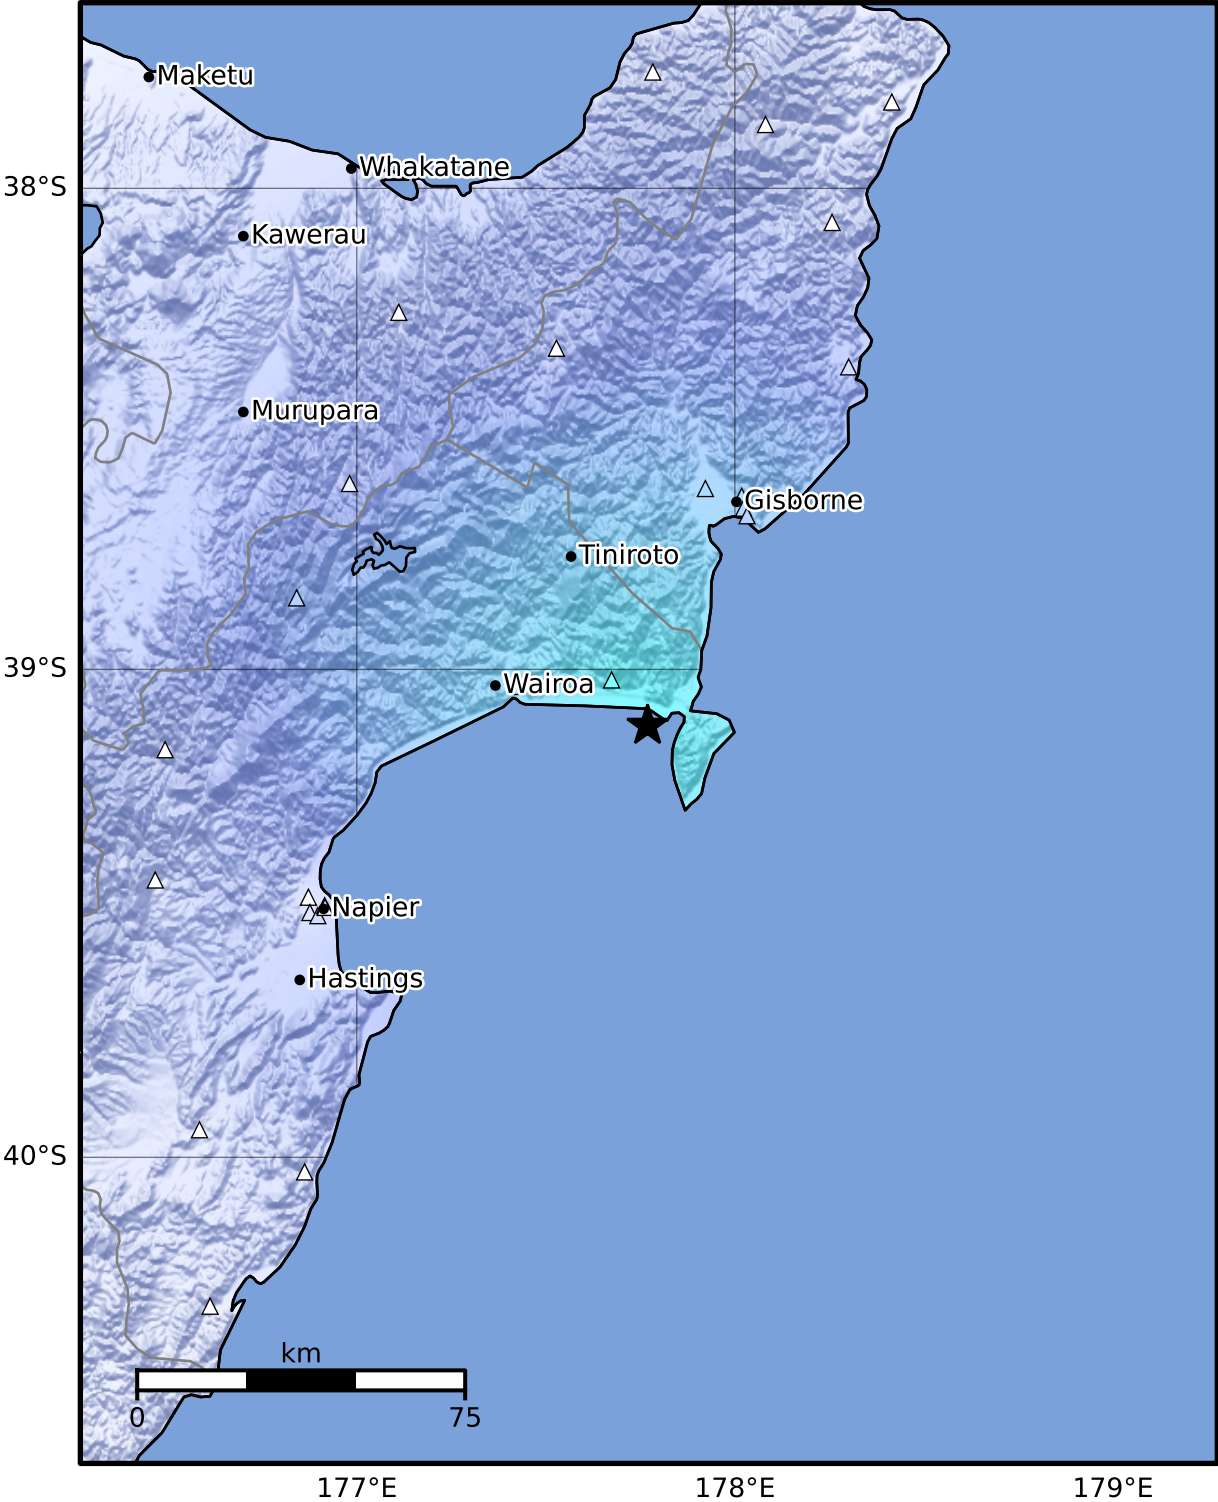 Maketu
Whakatane
38°S
Kawerau
Murupara
Gisborne
Tiniroto
39°S
Wairoa
Napier
Hastings
40°S
km
0 75
177°E 178°E 179°E